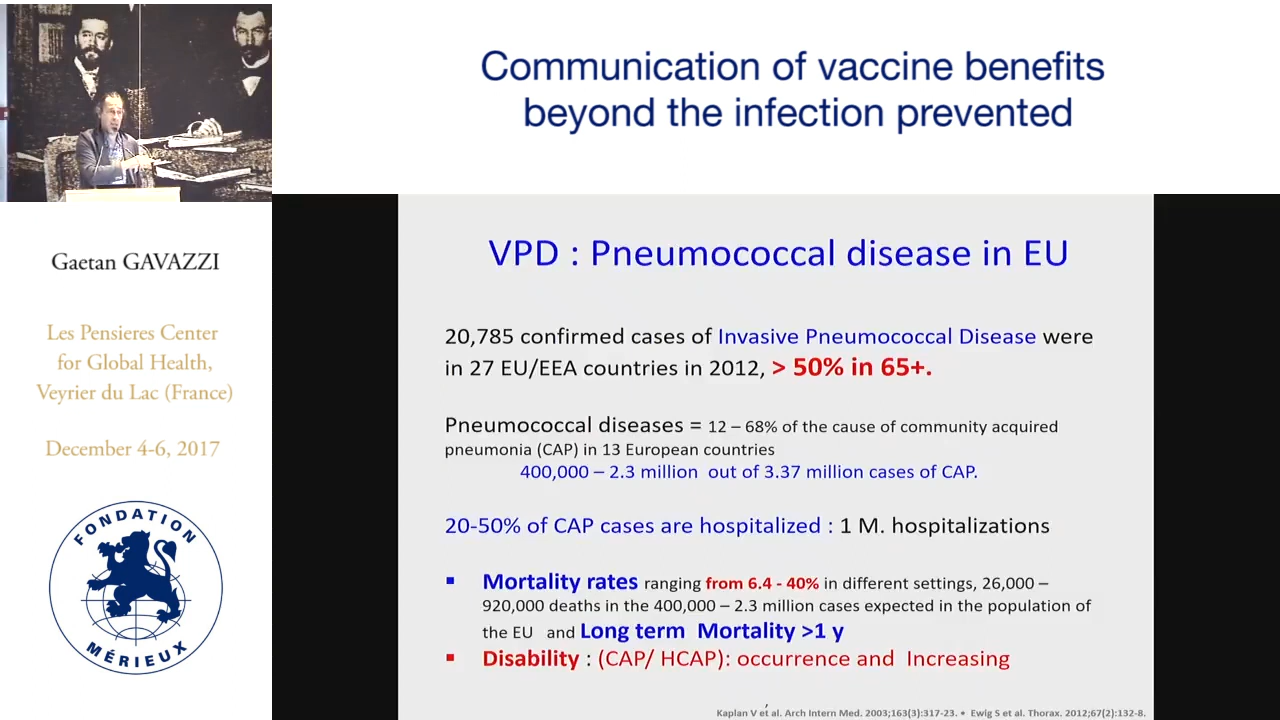 Communication of vaccine benefits
beyond the infection prevented
Gaetan GAVAZZI
Les Pensieres Center
for Global Health,
Veyrier du Lac (France)
December 4-6, 2017
FONDATION
MÉRIEUX
VPD : Pneumococcal disease in EU
20,785 confirmed cases of Invasive Pneumococcal Disease were
in 27 EU/EEA countries in 2012, > 50% in 65+.
Pneumococcal diseases = 12 – 68% of the cause of community acquired
pneumonia (CAP) in 13 European countries
400,000 – 2.3 million out of 3.37 million cases of CAP.
20-50% of CAP cases are hospitalized : 1 M. hospitalizations
▪ Mortality rates ranging from 6.4 - 40% in different settings, 26,000 –
920,000 deaths in the 400,000 – 2.3 million cases expected in the population of
the EU and Long term Mortality >1 y
▪ Disability : (CAP/ HCAP): occurrence and Increasing
Kaplan V et al. Arch Intern Med. 2003;163(3):317-23. • Ewig S et al. Thorax. 2012;67(2):132-8.